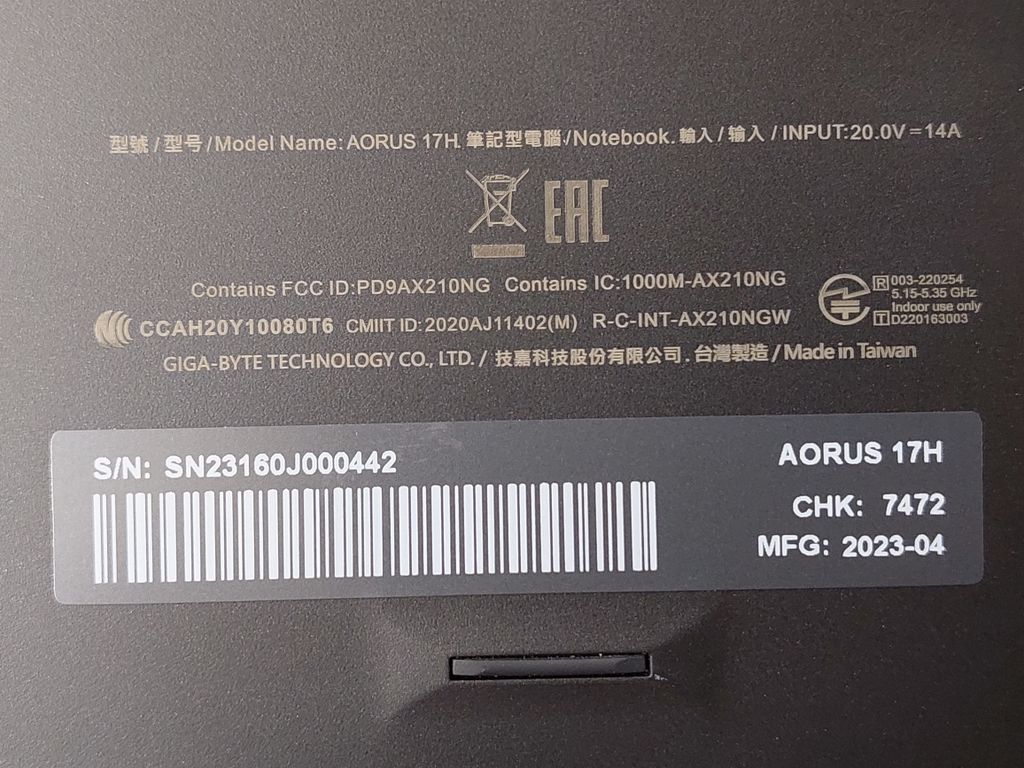 型號 / 型号 / Model Name: AORUS 17H. 筆記型電腦 / Notebook. 輸入 / 输入 / INPUT: 20.0V⎓14A
EAC
Contains FCC ID:PD9AX210NG Contains IC:1000M-AX210NG
R 003-220254
5.15-5.35 GHz
Indoor use only
T D220163003
CCAH20Y10080T6 CMIIT ID: 2020AJ11402(M) R-C-INT-AX210NGW
GIGA-BYTE TECHNOLOGY CO., LTD. / 技嘉科技股份有限公司. 台灣製造 / Made in Taiwan
S/N: SN23160J000442
AORUS 17H
CHK: 7472
MFG: 2023-04